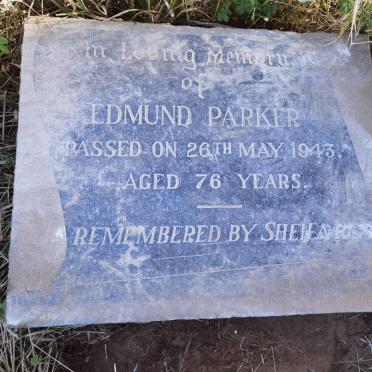 In Loving Memory
of
EDMUND PARKER
PASSED ON 26TH MAY 1943.
AGED 76 YEARS.
REMEMBERED BY